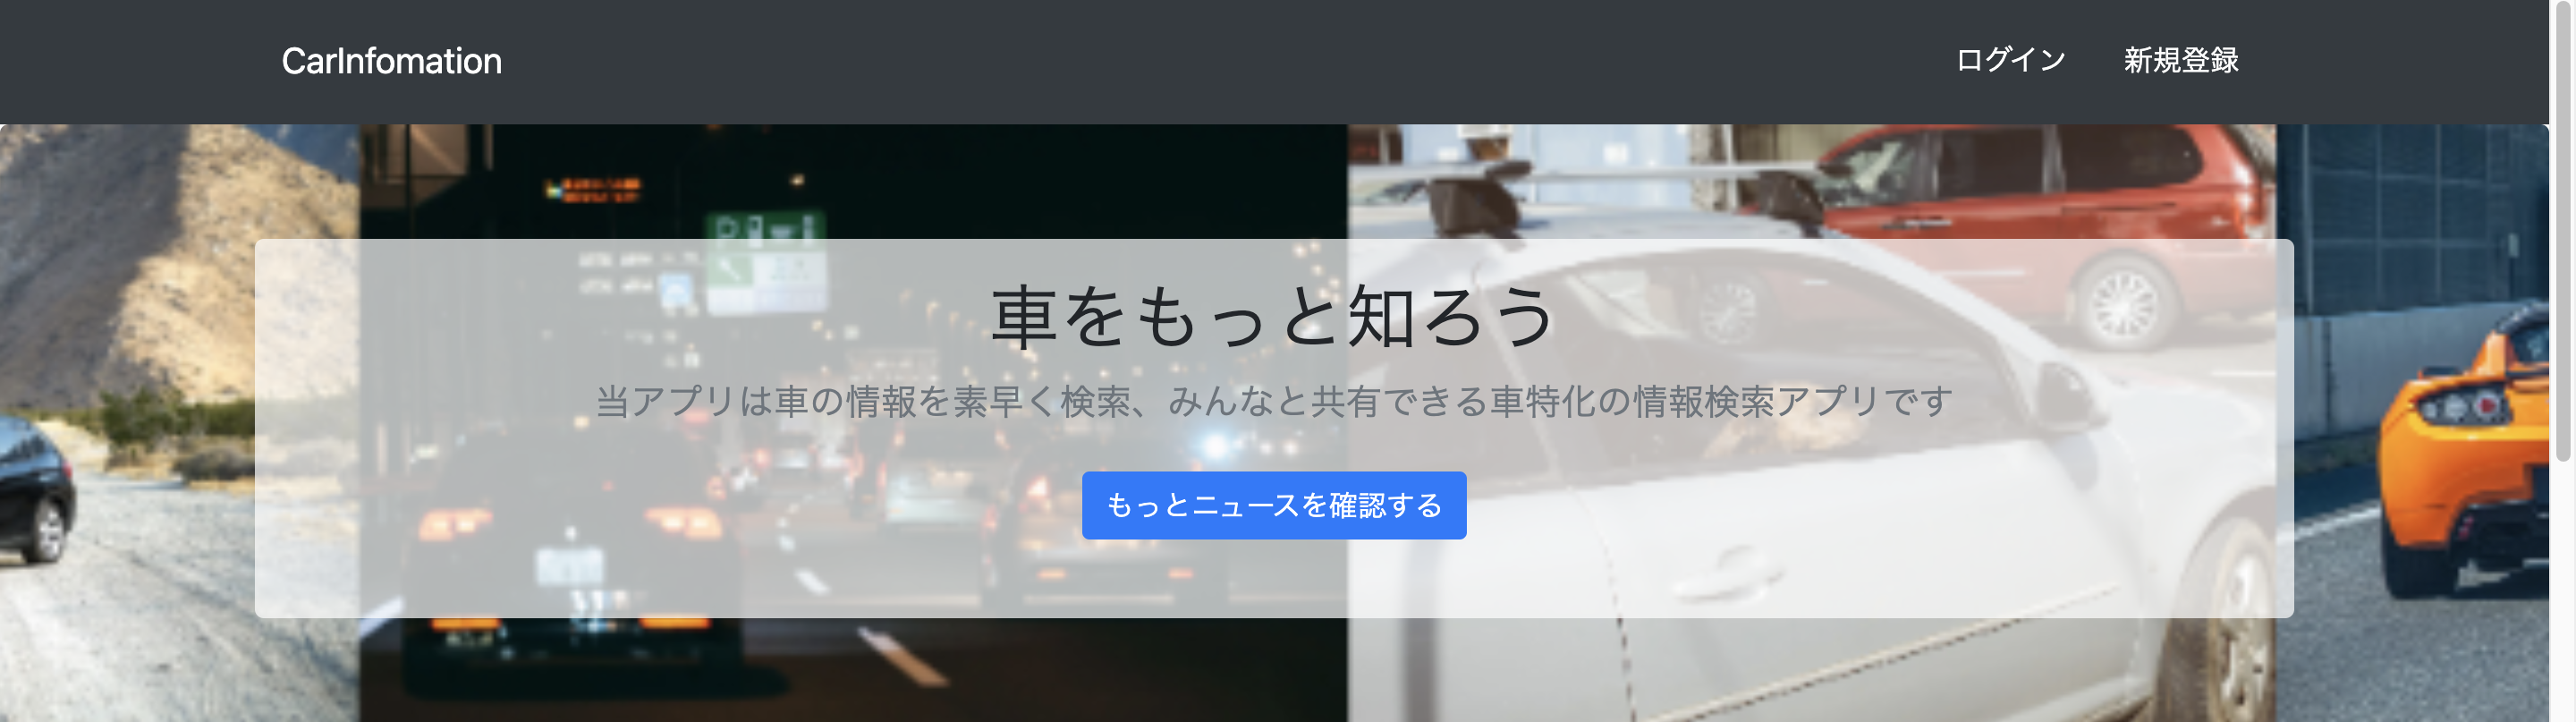 CarInfomation
ログイン 新規登録
車をもっと知ろう
当アプリは車の情報を素早く検索、みんなと共有できる車特化の情報検索アプリです
もっとニュースを確認する